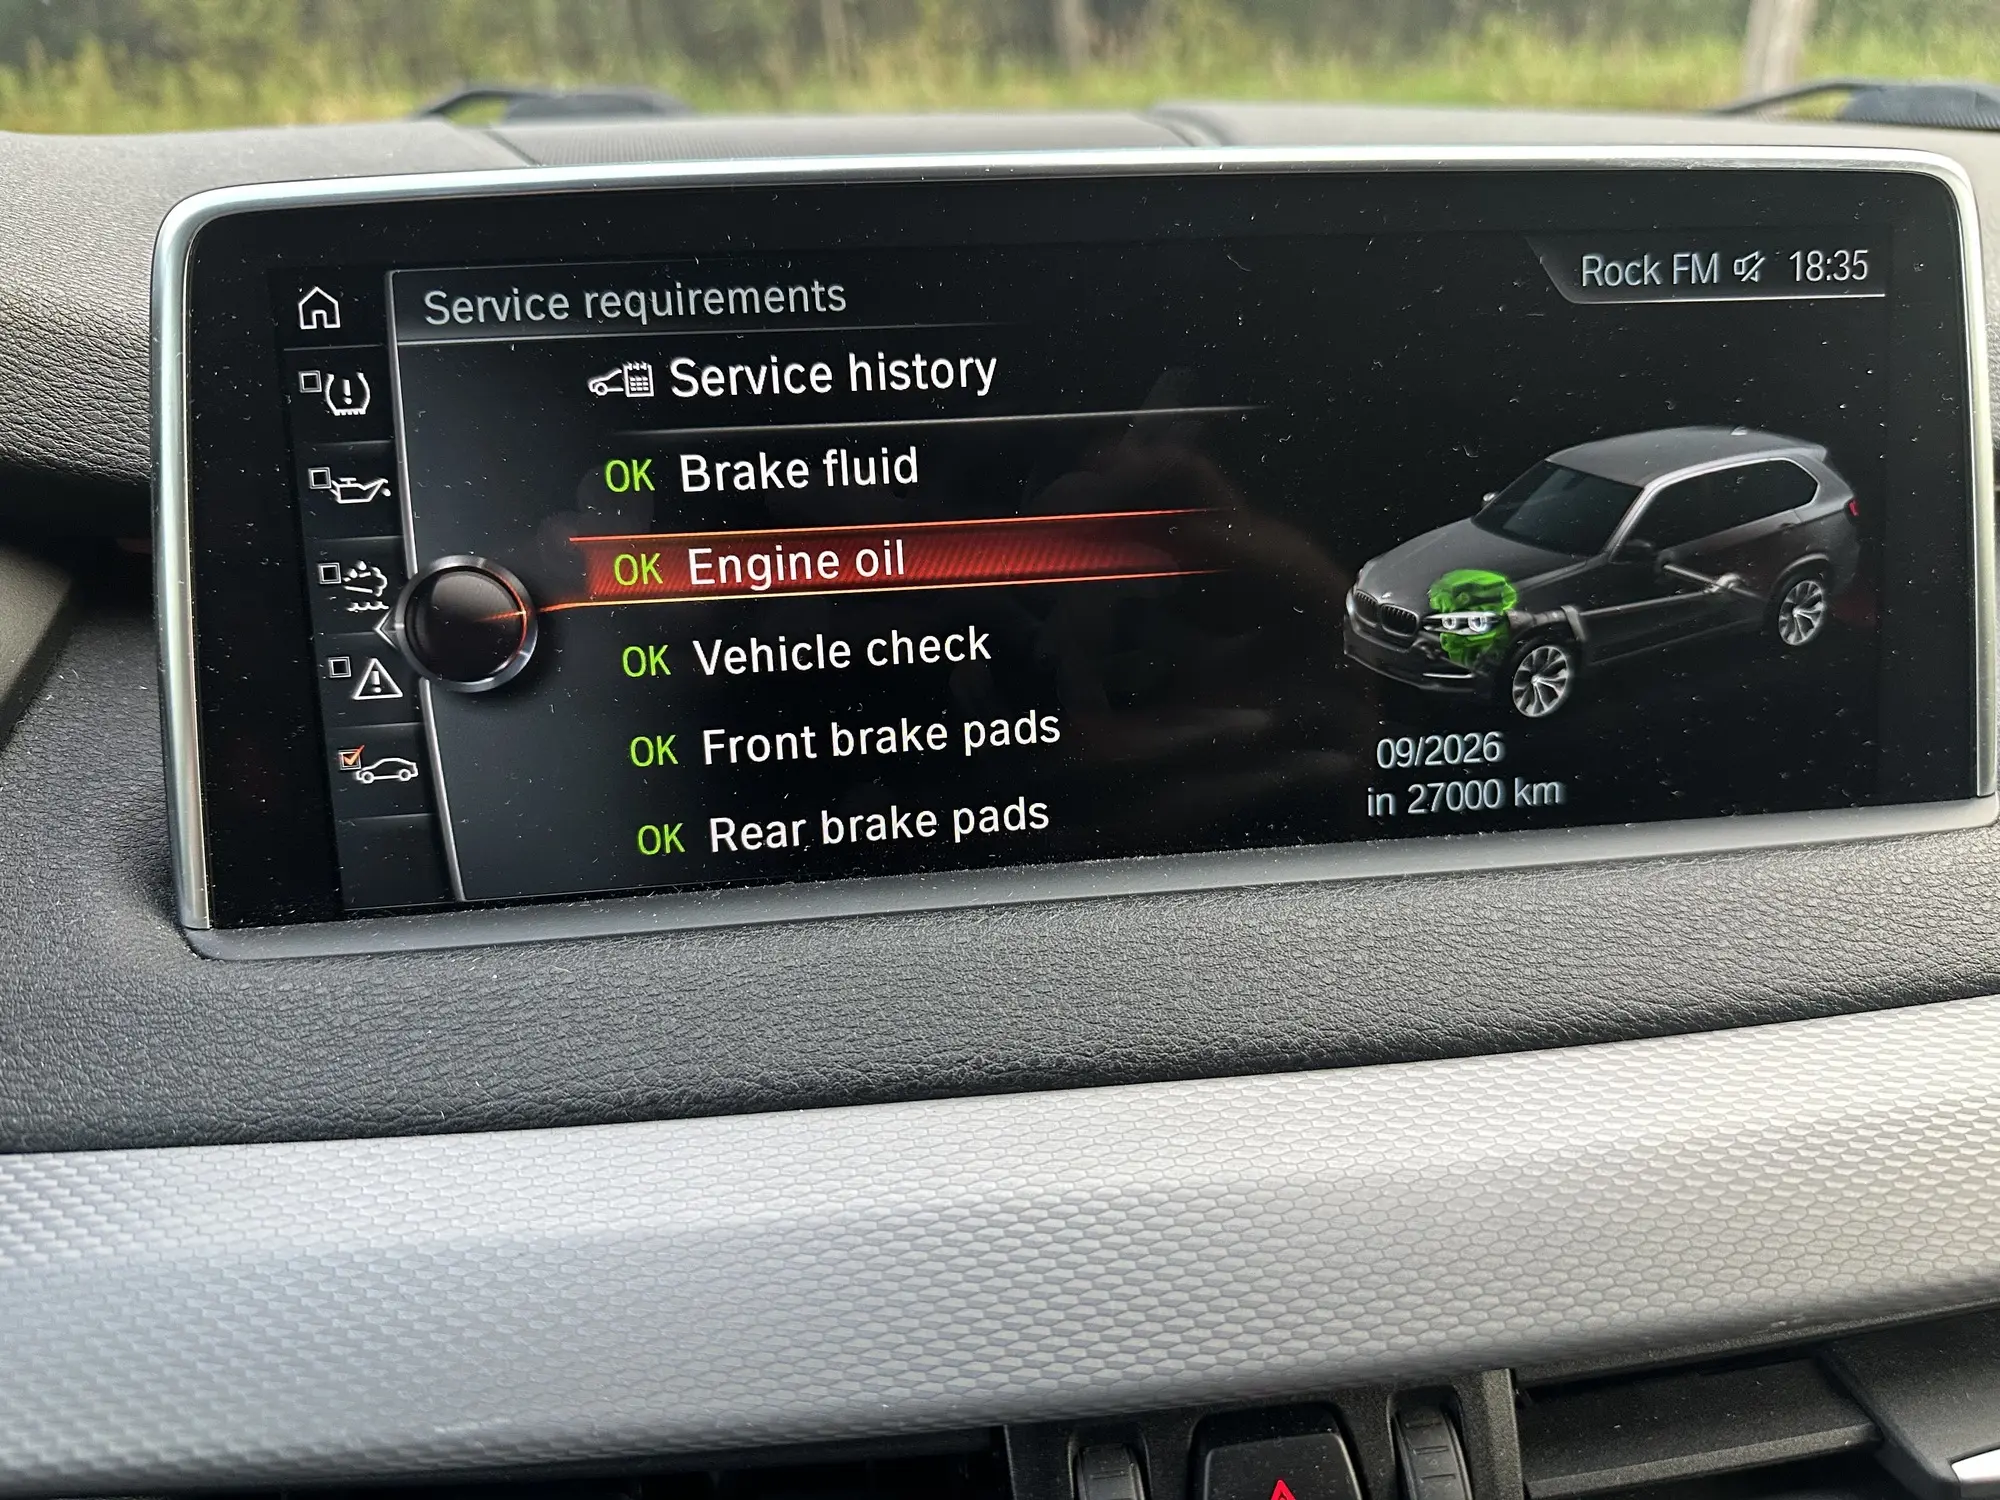 Service requirements
Rock FM 18:35
Service history
OK Brake fluid
OK Engine oil
OK Vehicle check
OK Front brake pads
OK Rear brake pads
09/2026
in 27000 km